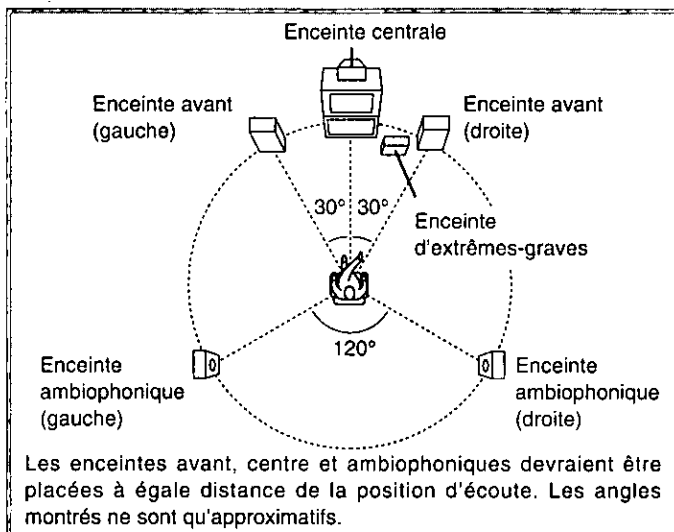 Enceinte centrale
Enceinte avant
(gauche)
Enceinte avant
(droite)
30° 30°
Enceinte
d'extrêmes-graves
120°
Enceinte
ambiophonique
(gauche)
Enceinte
ambiophonique
(droite)
Les enceintes avant, centre et ambiophoniques devraient être
placées à égale distance de la position d'écoute. Les angles
montrés ne sont qu'approximatifs.